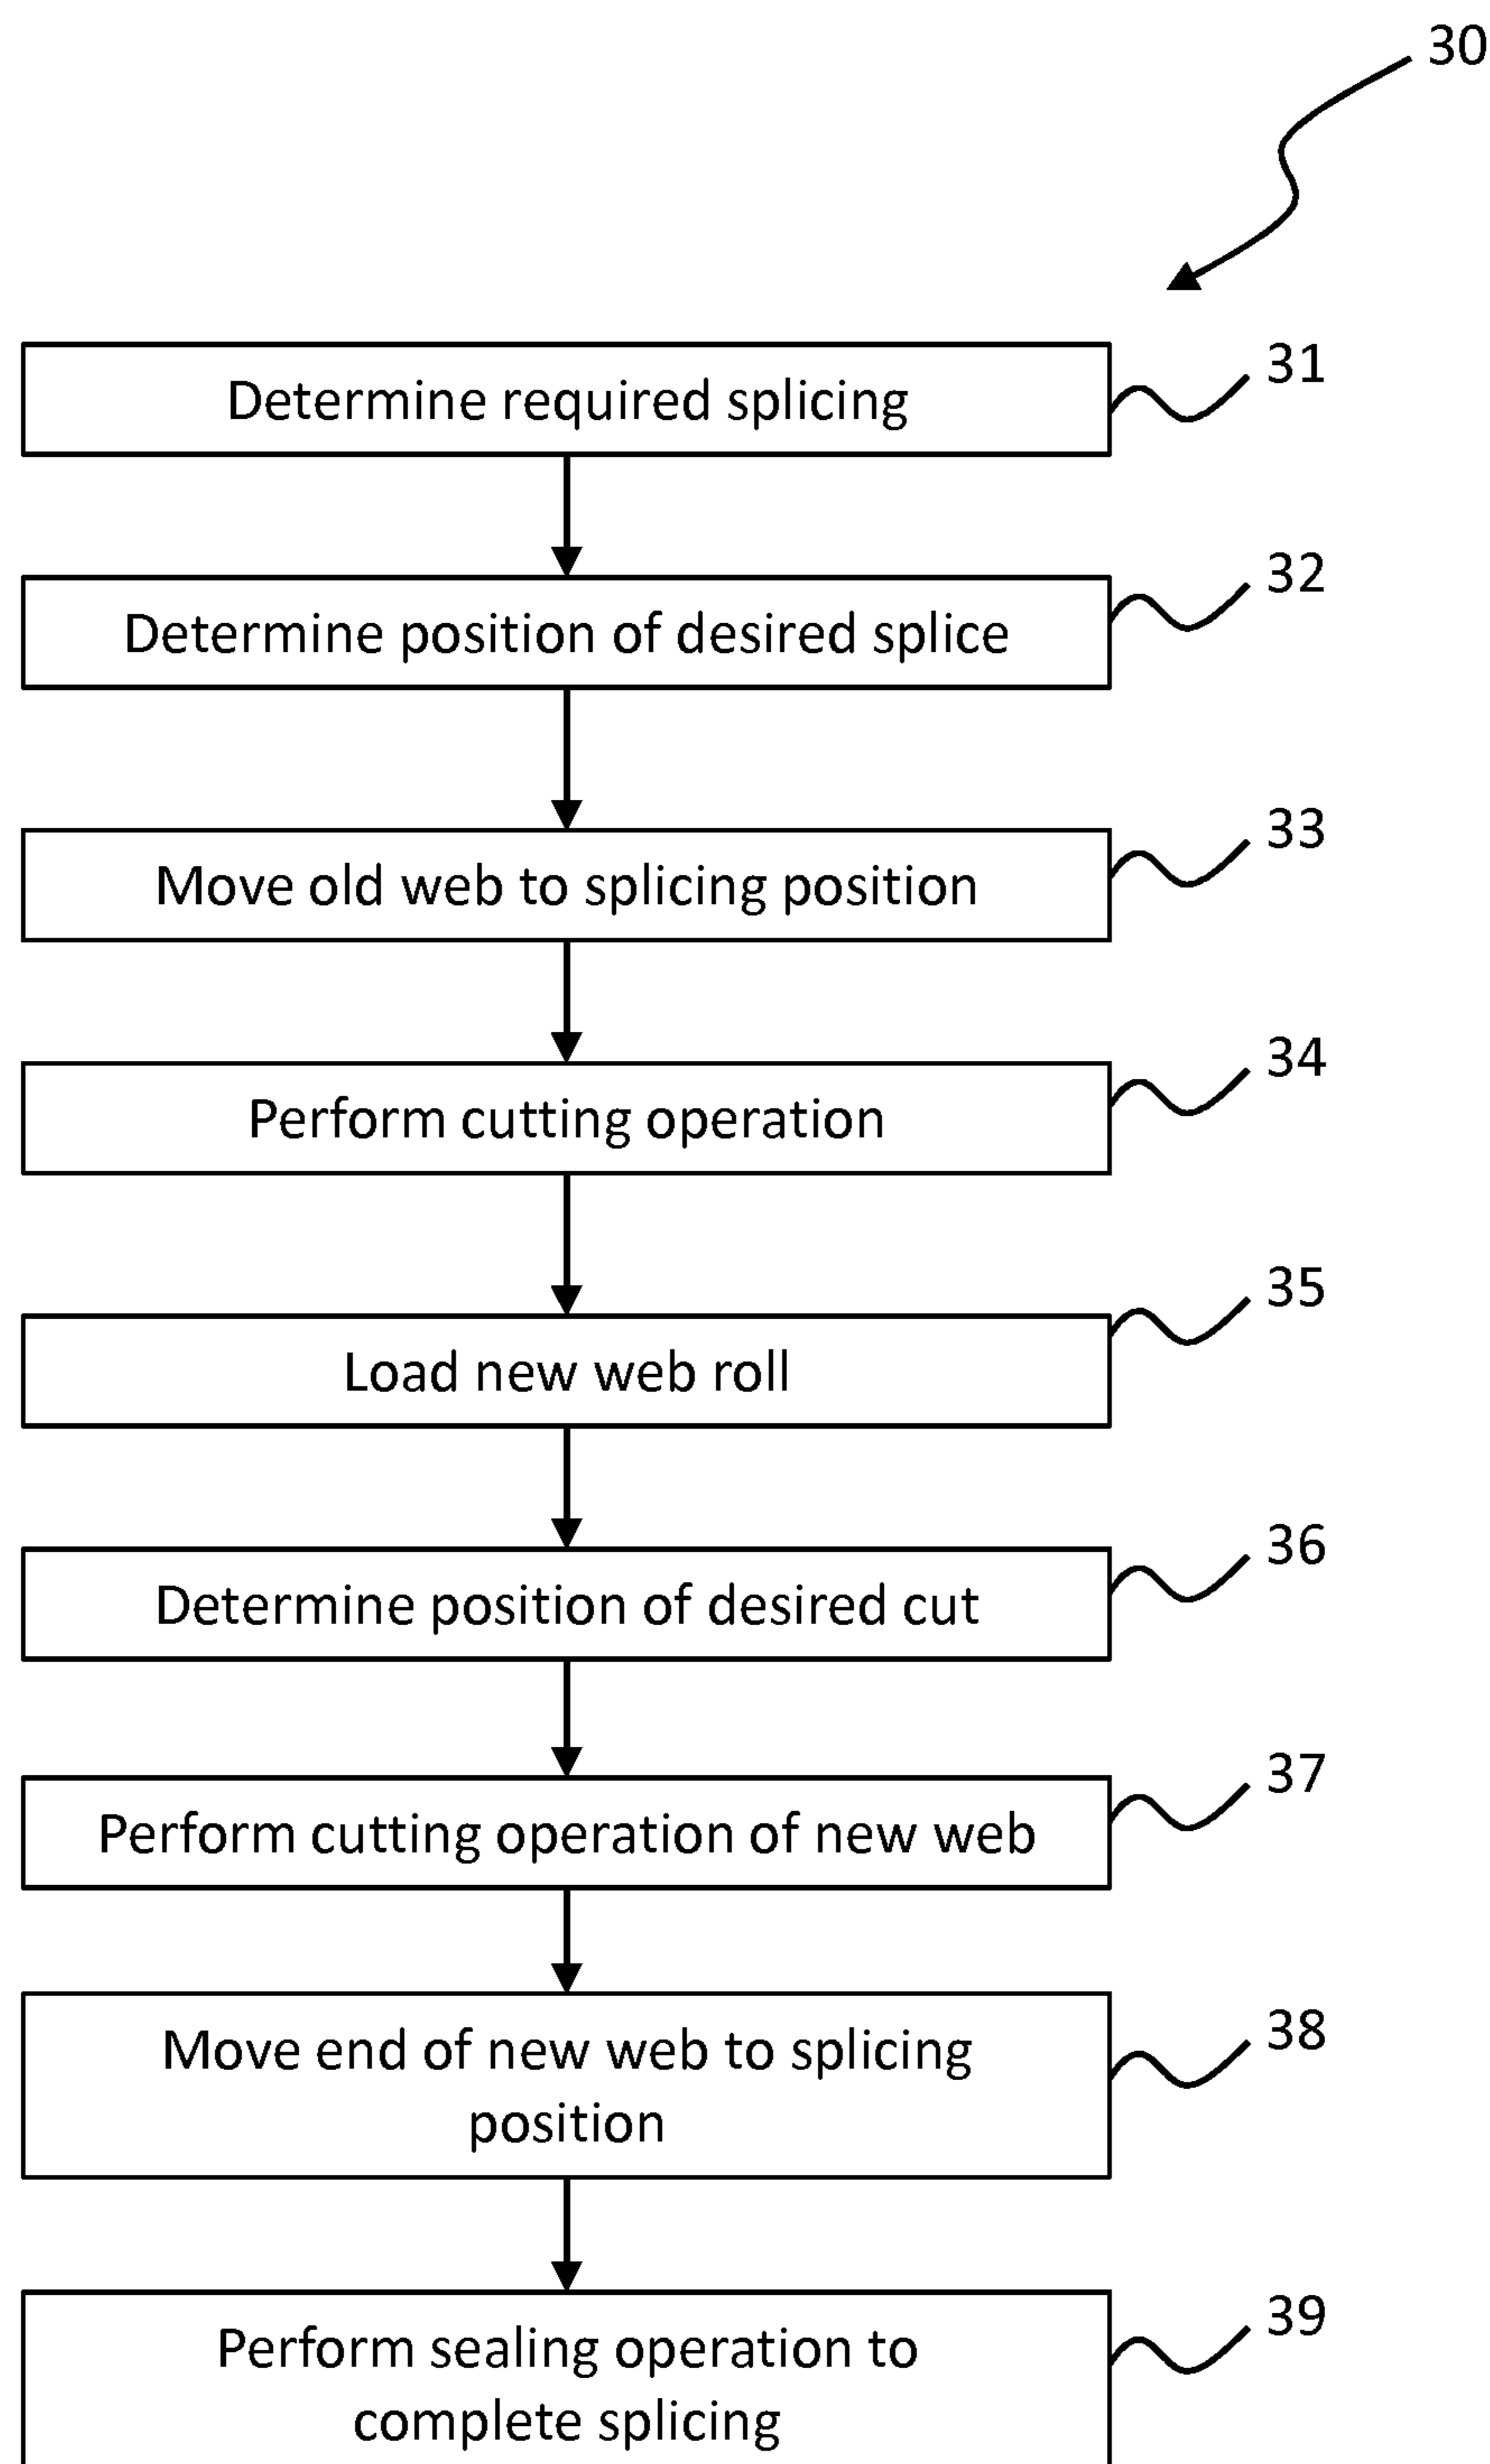 30
Determine required splicing
31
Determine position of desired splice
32
Move old web to splicing position
33
Perform cutting operation
34
Load new web roll
35
Determine position of desired cut
36
Perform cutting operation of new web
37
Move end of new web to splicing
position
38
Perform sealing operation to
complete splicing
39